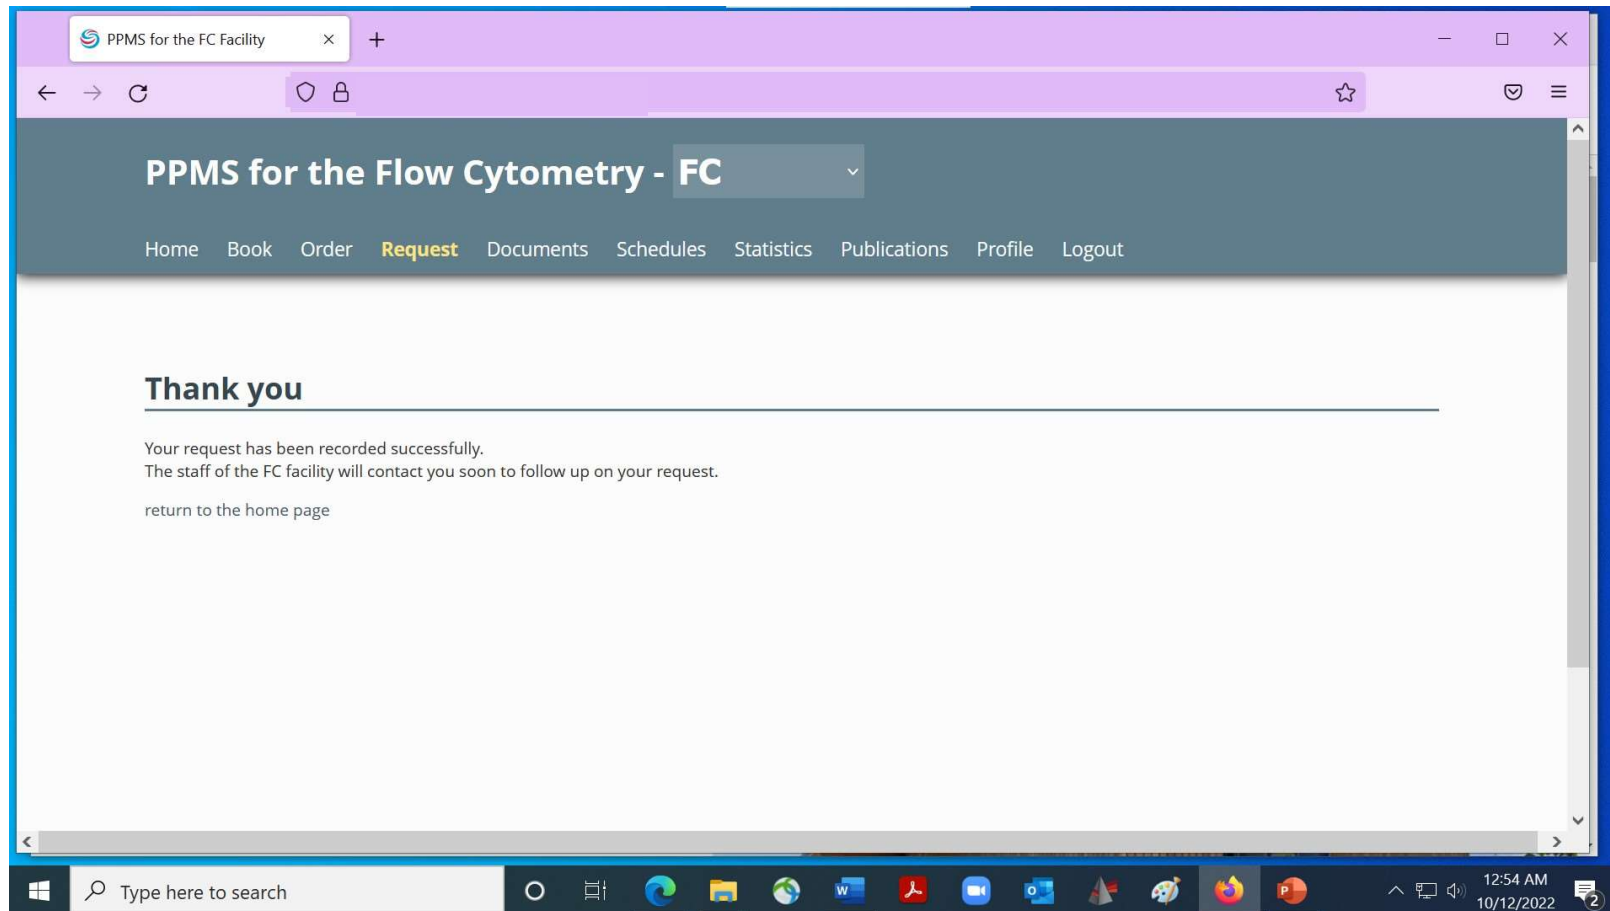 PPMS for the FC Facility
PPMS for the Flow Cytometry - FC
Home Book Order Request Documents Schedules Statistics Publications Profile Logout
Thank you
Your request has been recorded successfully.
The staff of the FC facility will contact you soon to follow up on your request.
return to the home page
Type here to search
12:54 AM
10/12/2022
2